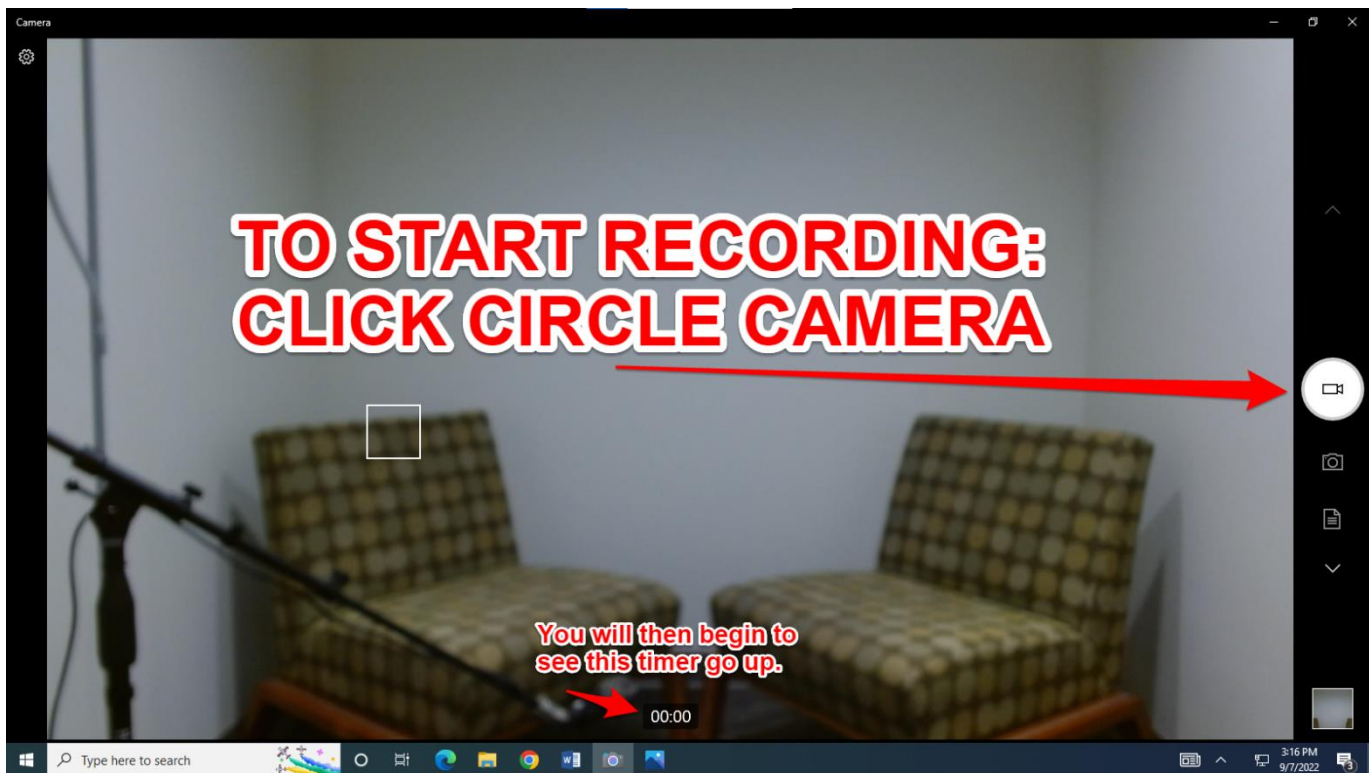 Camera
TO START RECORDING:
CLICK CIRCLE CAMERA
You will then begin to
see this timer go up.
00:00
Type here to search
3:16 PM
9/7/2022
3